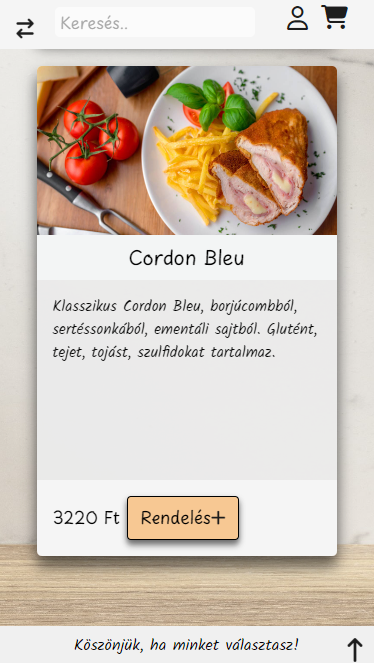 Keresés..
Cordon Bleu
Klasszikus Cordon Bleu, borjúcombból,
sertéssonkából, ementáli sajtból. Glutént,
tejet, tojást, szulfidokat tartalmaz.
3220 Ft Rendelés+
Köszönjük, ha minket választasz!